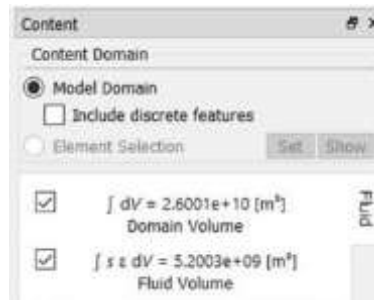 Content
Content Domain
Model Domain
Include discrete features
Element Selection Set Show
∫ dV = 2.6001e+10 [m³]
Domain Volume
∫ s ε dV = 5.2003e+09 [m³]
Fluid Volume
Fluid